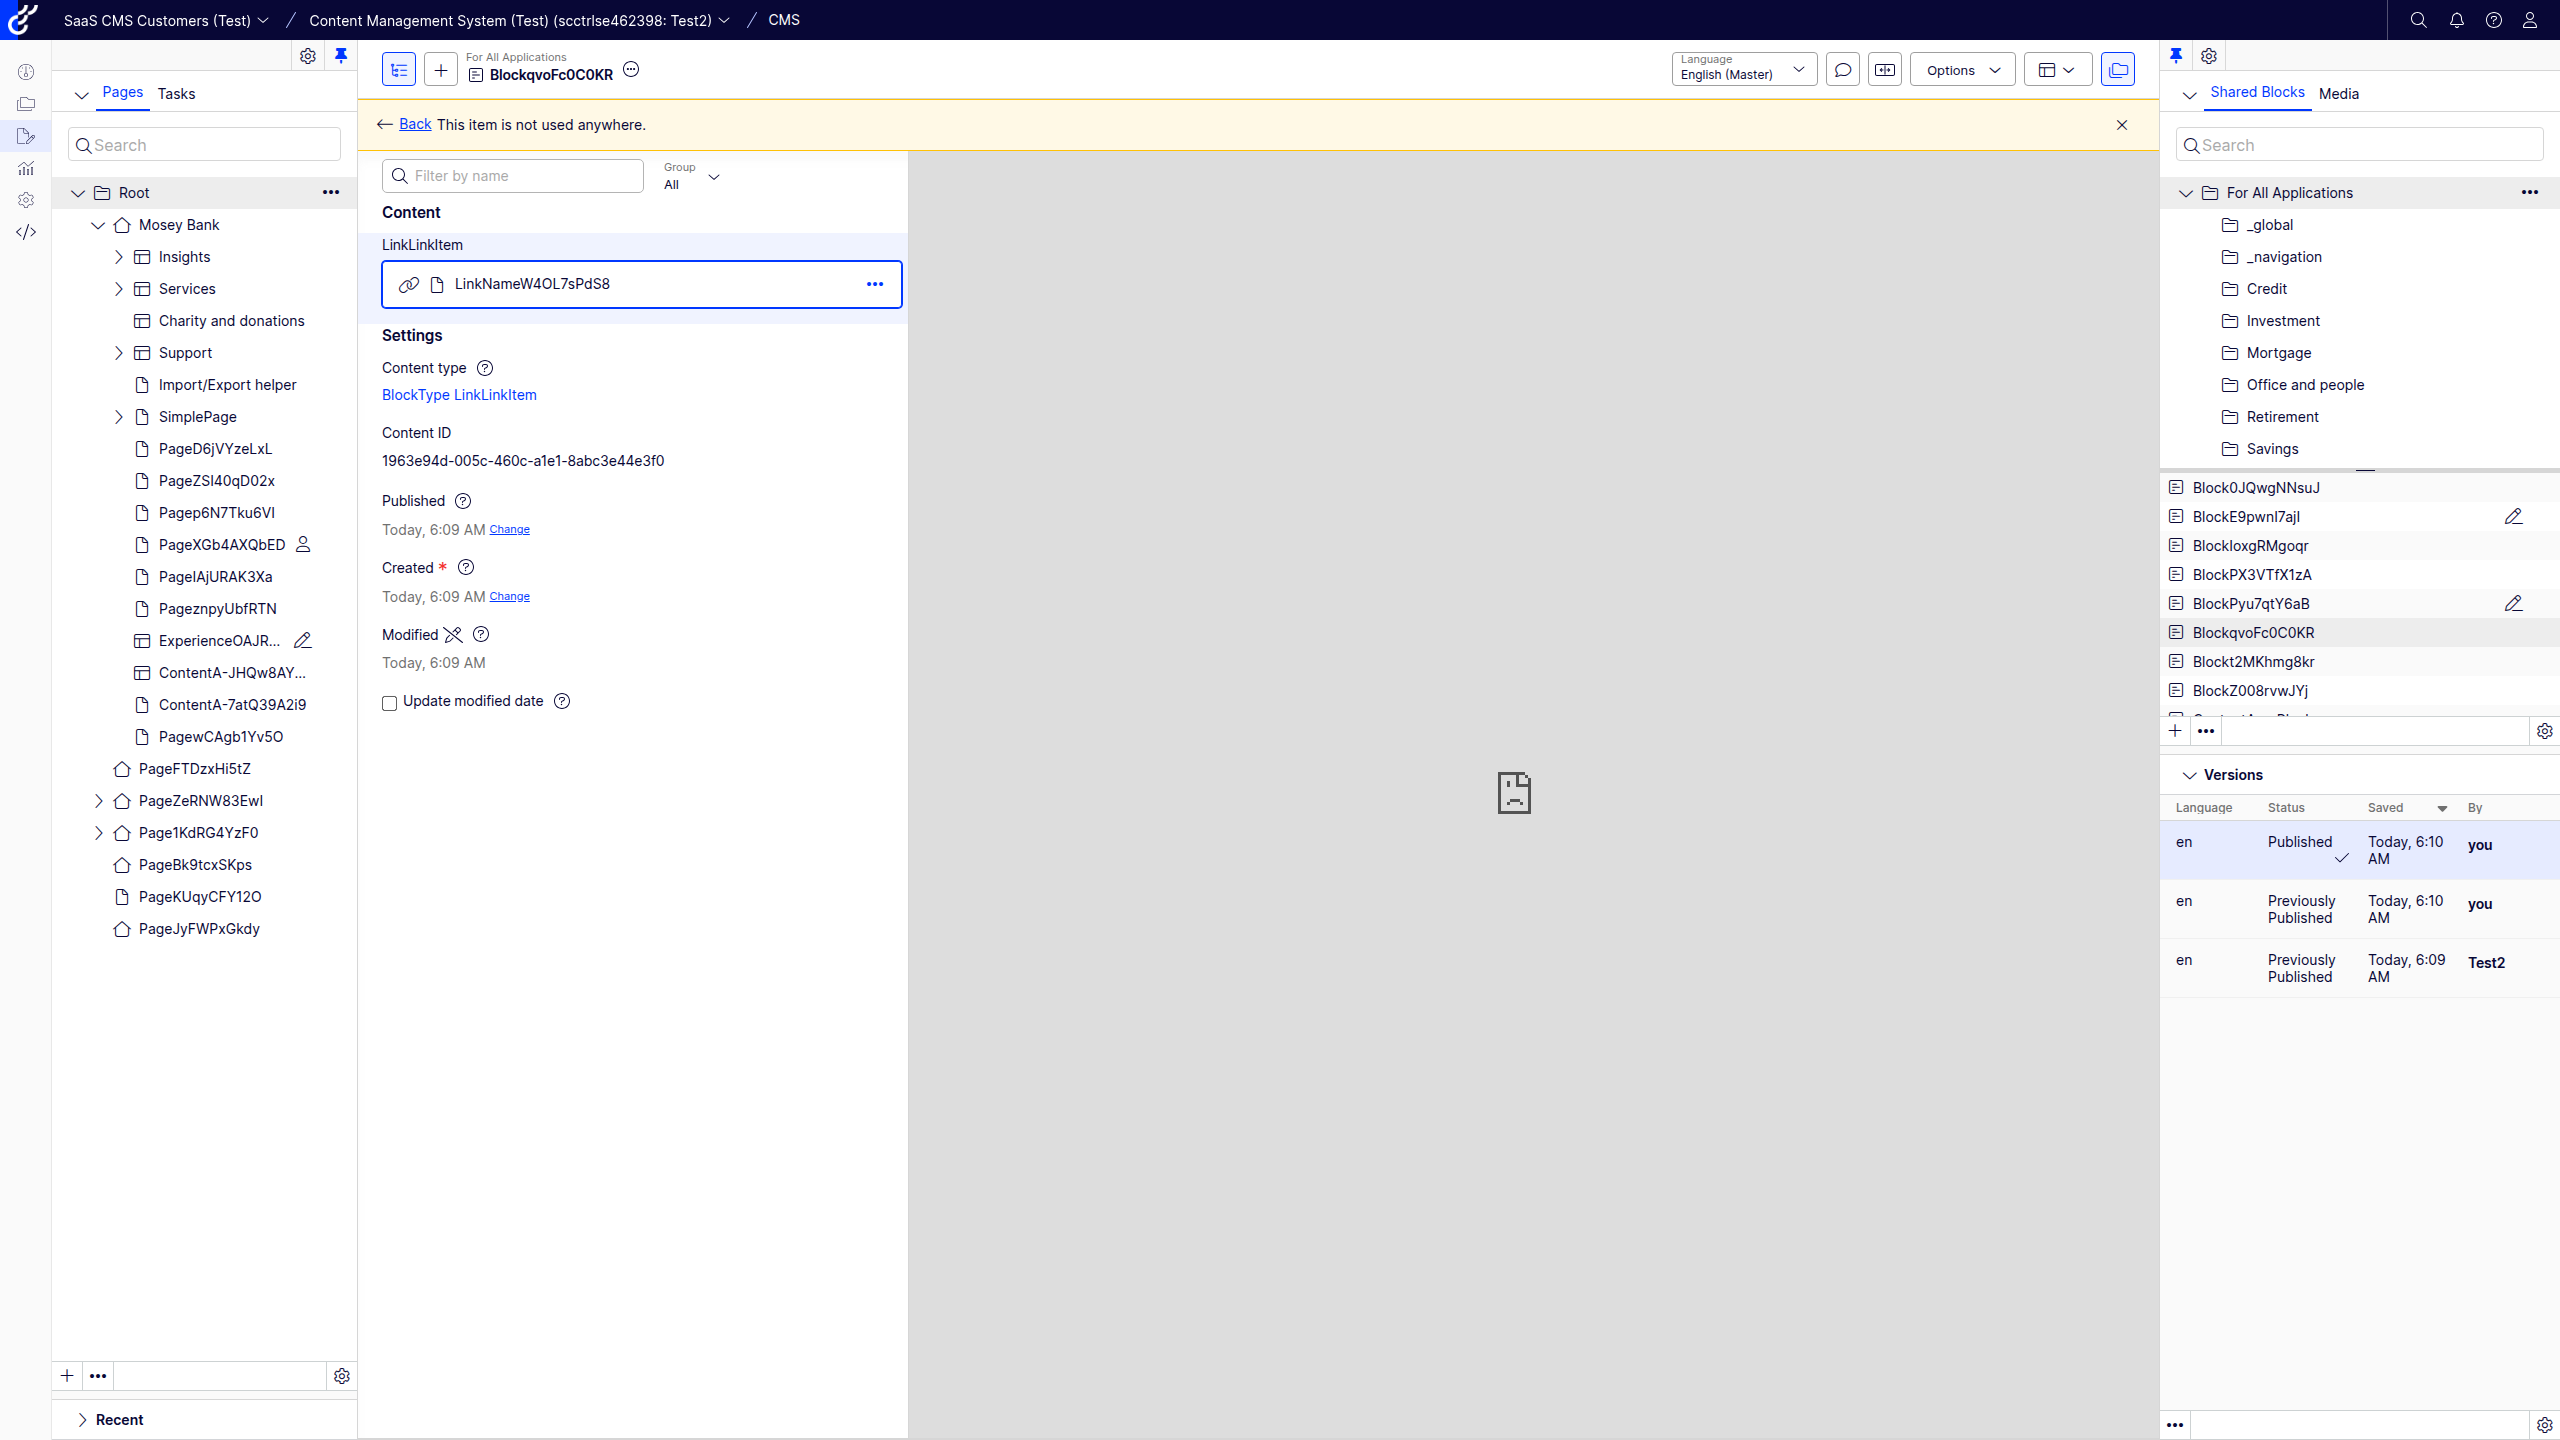 SaaS CMS Customers (Test)
Content Management System (Test) (scctrlse462398: Test2)
CMS
Pages
Tasks
Search
Root
Mosey Bank
Insights
Services
Charity and donations
Support
Import/Export helper
SimplePage
PageD6jVYzeLxL
PageZSI40qD02x
Pagep6N7Tku6VI
PageXGb4AXQbED
PageIAjURAK3Xa
PageznpyUbfRTN
ExperienceOAJR...
ContentA-JHQw8AY...
ContentA-7atQ39A2i9
PagewCAgb1Yv5O
PageFTDzxHi5tZ
PageZeRNW83EwI
Page1KdRG4YzF0
PageBk9tcxSKps
PageKUqyCFY12O
PageJyFWPxGkdy
Recent
For All Applications
BlockqvoFc0C0KR
Language
English (Master)
Options
Back This item is not used anywhere.
Filter by name
Group
All
Content
LinkLinkItem
LinkNameW4OL7sPdS8
Settings
Content type
BlockType LinkLinkItem
Content ID
1963e94d-005c-460c-a1e1-8abc3e44e3f0
Published
Today, 6:09 AM Change
Created *
Today, 6:09 AM Change
Modified
Today, 6:09 AM
Update modified date
Shared Blocks
Media
Search
For All Applications
_global
_navigation
Credit
Investment
Mortgage
Office and people
Retirement
Savings
Block0JQwgNNsuJ
BlockE9pwnI7ajI
BlockIoxgRMgoqr
BlockPX3VTfX1zA
BlockPyu7qtY6aB
BlockqvoFc0C0KR
Blockt2MKhmg8kr
BlockZ008rvwJYj
Versions
Language Status Saved By
en Published Today, 6:10 AM you
en Previously Published Today, 6:10 AM you
en Previously Published Today, 6:09 AM Test2